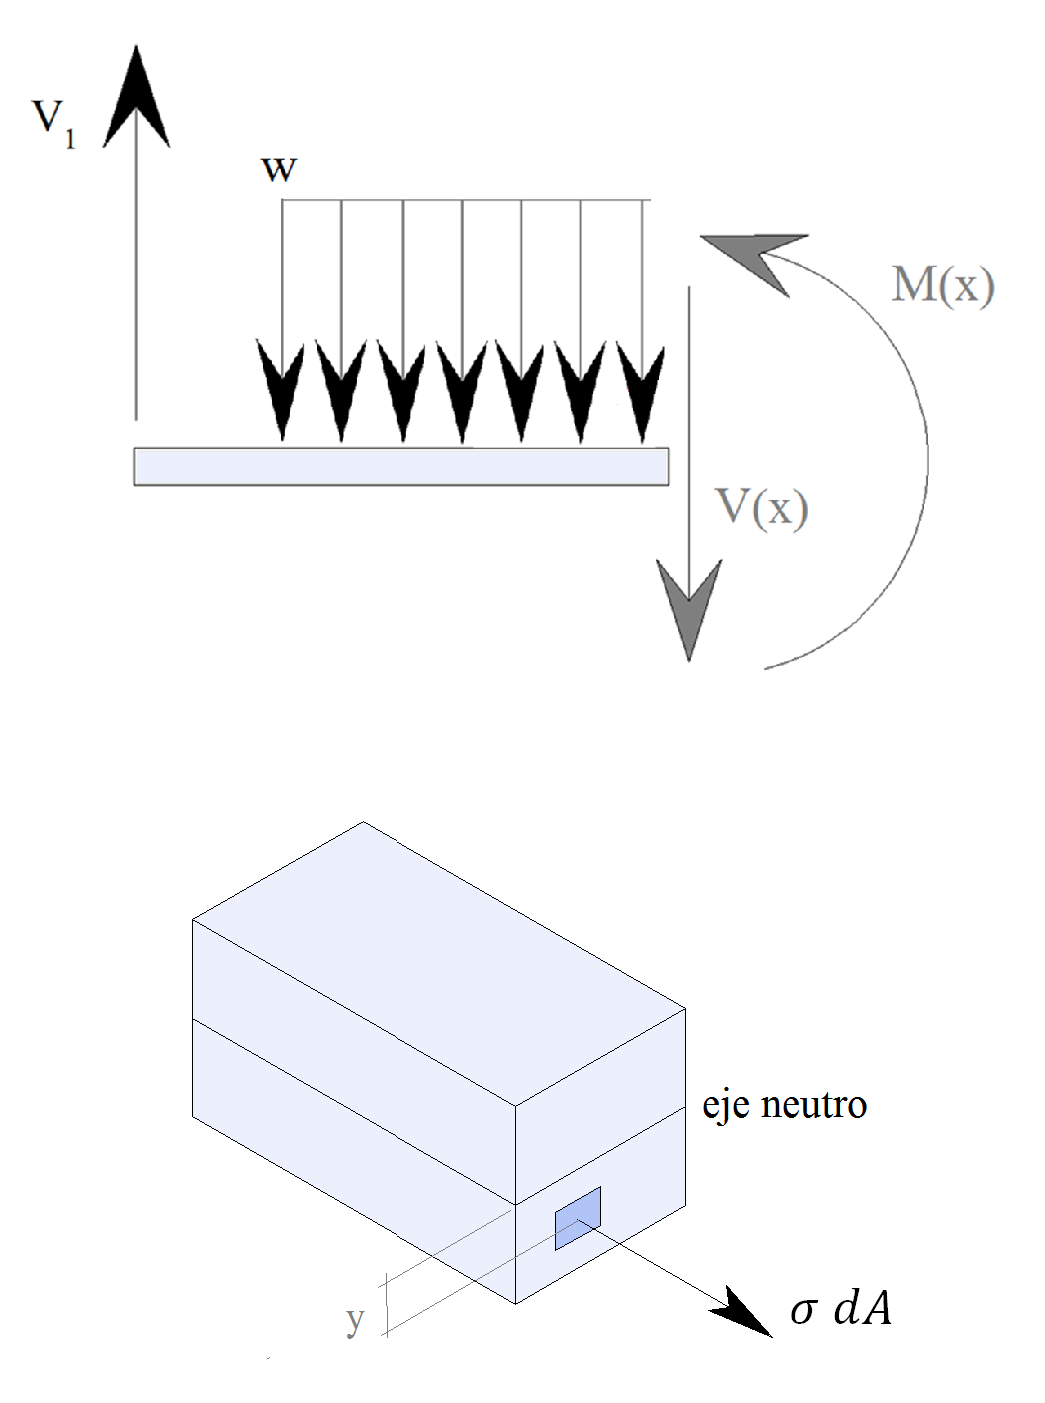 V₁
w
M(x)
V(x)
eje neutro
y
σ dA